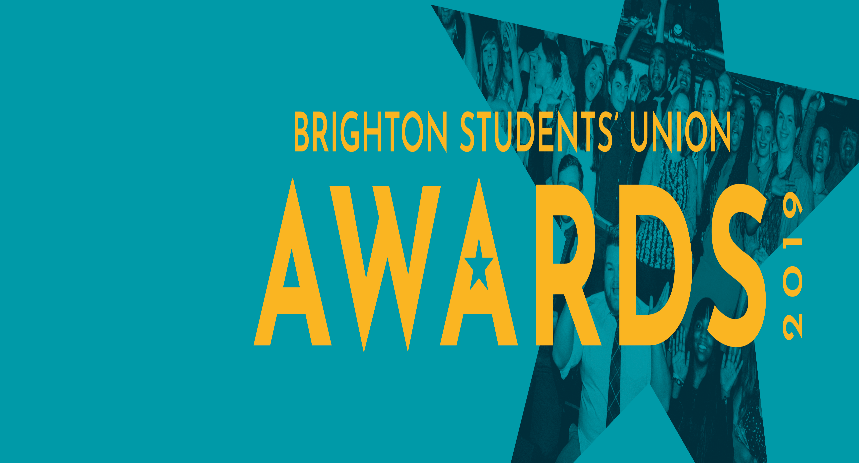 BRIGHTON STUDENTS' UNION
AWARDS
2019